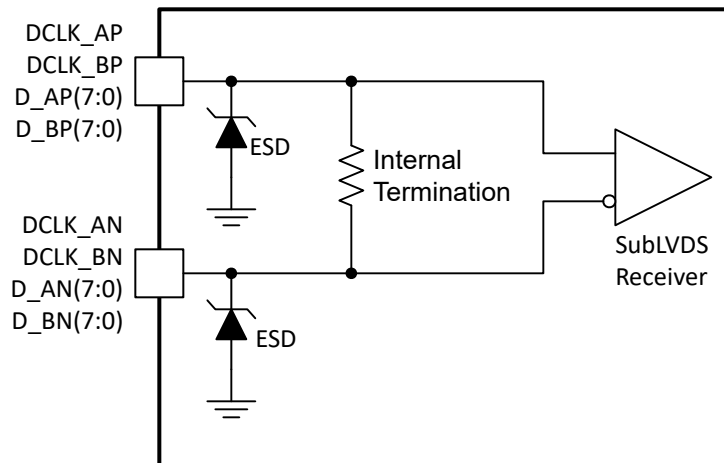 DCLK_AP
DCLK_BP
D_AP(7:0)
D_BP(7:0)
ESD
Internal
Termination
SubLVDS
Receiver
DCLK_AN
DCLK_BN
D_AN(7:0)
D_BN(7:0)
ESD